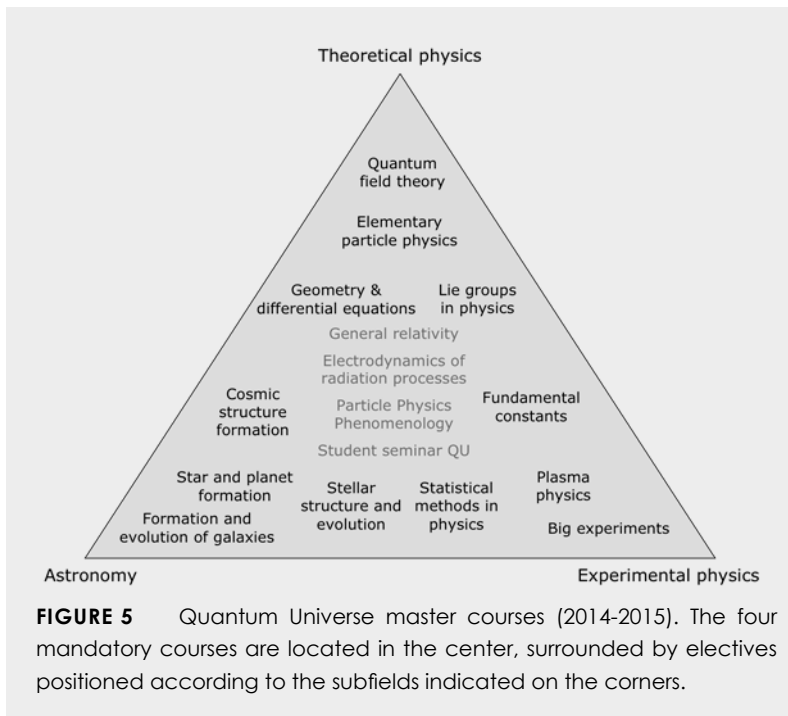 Theoretical physics
Quantum
field theory
Elementary
particle physics
Geometry &
differential equations
Lie groups
in physics
General relativity
Electrodynamics of
radiation processes
Cosmic
structure
formation
Particle Physics
Phenomenology
Fundamental
constants
Student seminar QU
Star and planet
formation
Stellar
structure and
evolution
Statistical
methods in
physics
Plasma
physics
Formation and
evolution of galaxies
Big experiments
Astronomy
Experimental physics
FIGURE 5 Quantum Universe master courses (2014-2015). The four
mandatory courses are located in the center, surrounded by electives
positioned according to the subfields indicated on the corners.